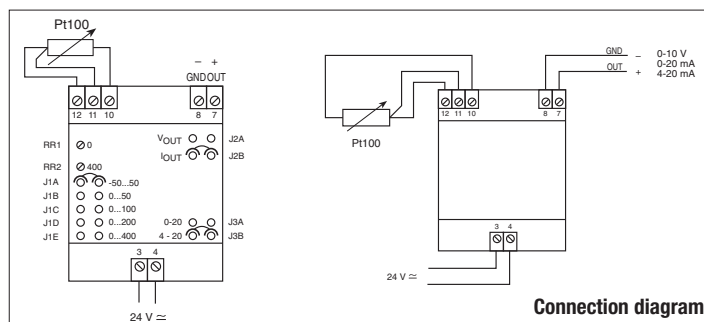 Pt100
– +
GND OUT
12 11 10 8 7
RR1 0
VOUT J2A
IOUT J2B
RR2 400
J1A -50...50
J1B 0...50
J1C 0...100
J1D 0...200 0-20 J3A
J1E 0...400 4 - 20 J3B
3 4
24 V ≃
GND – 0-10 V
0-20 mA
OUT + 4-20 mA
12 11 10 8 7
Pt100
3 4
24 V ≃
Connection diagram